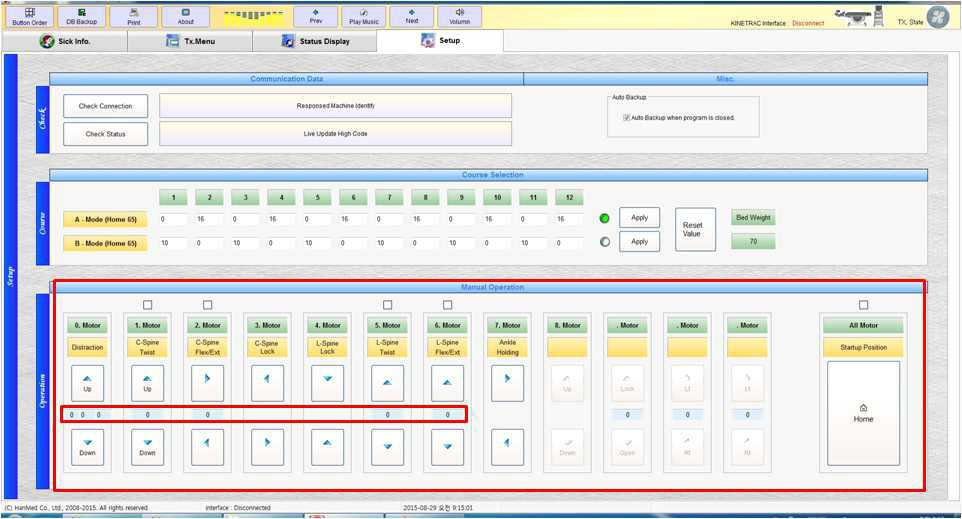 Button Order
DB Backup
Print
About
Prev
Play Music
Next
Volumn
KINETRAC Interface : Disconnect
TX, State
Sick Info.
Tx.Menu
Status Display
Setup
Setup
Communication Data
Misc.
Check
Check Connection
Responsed Machine Identify
Check Status
Live Update High Code
Auto Backup
Auto Backup when program is closed.
Course Selection
Course
1 2 3 4 5 6 7 8 9 10 11 12
A - Mode (Home 65) 0 16 0 16 0 16 0 16 0 16 0 16 Apply
B - Mode (Home 65) 10 0 10 0 10 0 10 0 10 0 10 0 Apply
Reset
Value
Bed Weight
70
Manual Operation
Operation
0. Motor 1. Motor 2. Motor 3. Motor 4. Motor 5. Motor 6. Motor 7. Motor 8. Motor . Motor . Motor . Motor All Motor
Distraction
C-Spine
Twist
C-Spine
Flex/Ext
C-Spine
Lock
L-Spine
Lock
L-Spine
Twist
L-Spine
Flex/Ext
Ankle
Holding
Startup Position
Up Up Up Lock Lt Lt
0 0 0 0 0 0 0 0 0 0
Home
Down Down Down Open Rt Rt
(C) HanMed Co., Ltd, 2008-2015. All rights reserved.
interface : Disconnected
2015-08-29 오전 9:15:01